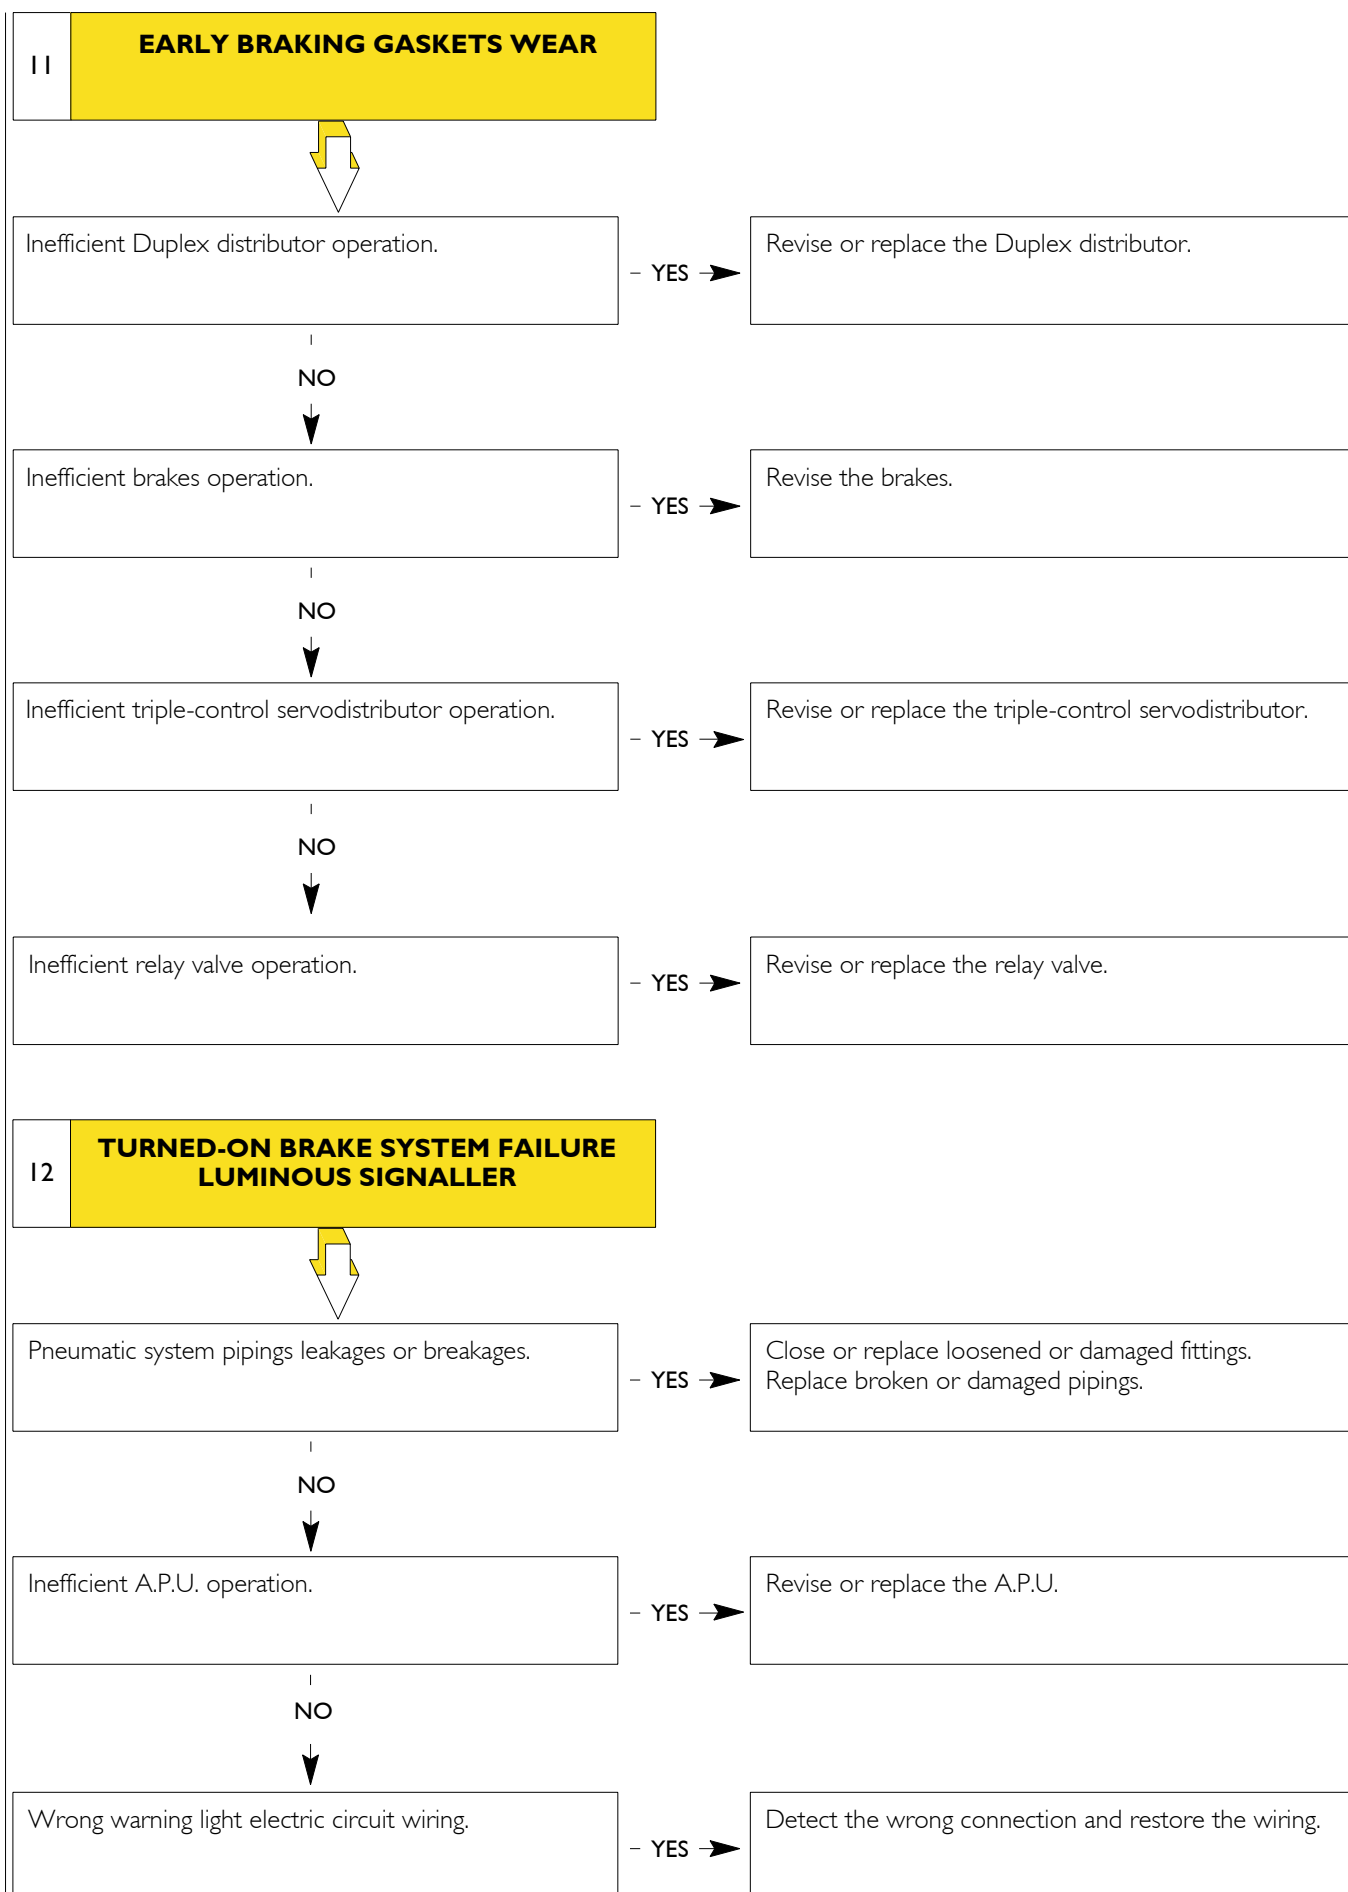 11
EARLY BRAKING GASKETS WEAR
Inefficient Duplex distributor operation.
– YES
Revise or replace the Duplex distributor.
NO
Inefficient brakes operation.
– YES
Revise the brakes.
NO
Inefficient triple-control servodistributor operation.
– YES
Revise or replace the triple-control servodistributor.
NO
Inefficient relay valve operation.
– YES
Revise or replace the relay valve.
12
TURNED-ON BRAKE SYSTEM FAILURE
LUMINOUS SIGNALLER
Pneumatic system pipings leakages or breakages.
– YES
Close or replace loosened or damaged fittings.
Replace broken or damaged pipings.
NO
Inefficient A.P.U. operation.
– YES
Revise or replace the A.P.U.
NO
Wrong warning light electric circuit wiring.
– YES
Detect the wrong connection and restore the wiring.